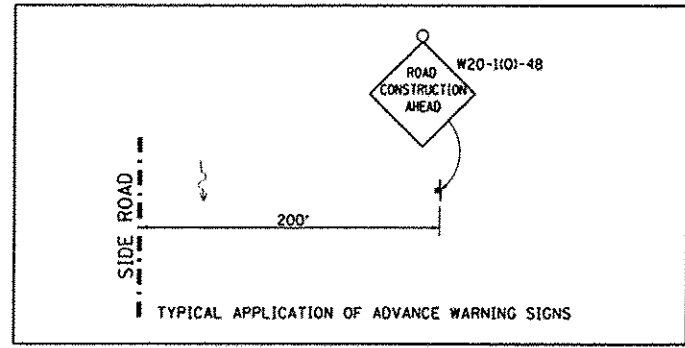 ROAD
CONSTRUCTION
AHEAD
W20-1(O)-48
SIDE ROAD
200'
TYPICAL APPLICATION OF ADVANCE WARNING SIGNS